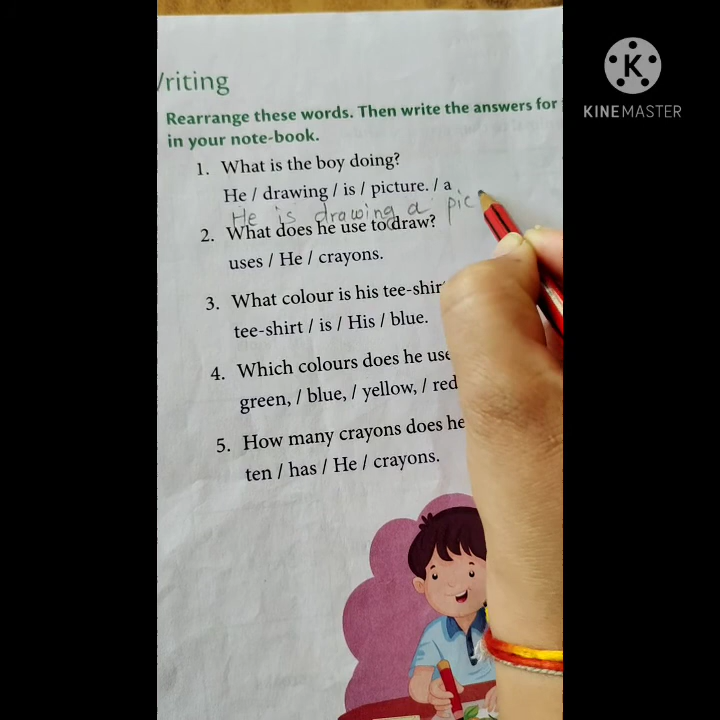 Writing
Rearrange these words. Then write the answers for
in your note-book.
1. What is the boy doing?
He / drawing / is / picture. / a
He is drawing a pic
2. What does he use to draw?
uses / He / crayons.
3. What colour is his tee-shir
tee-shirt / is / His / blue.
4. Which colours does he use
green, / blue, / yellow, / red
5. How many crayons does he
ten / has / He / crayons.
K
KINEMASTER